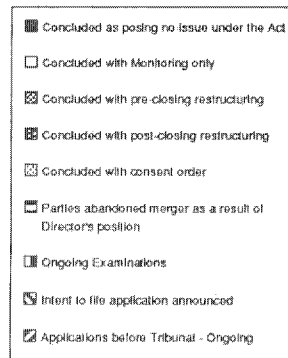 Concluded as posing no issue under the Act
Concluded with Monitoring only
Concluded with pre-closing restructuring
Concluded with post-closing restructuring
Concluded with consent order
Parties abandoned merger as a result of
Director's position
Ongoing Examinations
Intent to file application announced
Applications before Tribunal - Ongoing